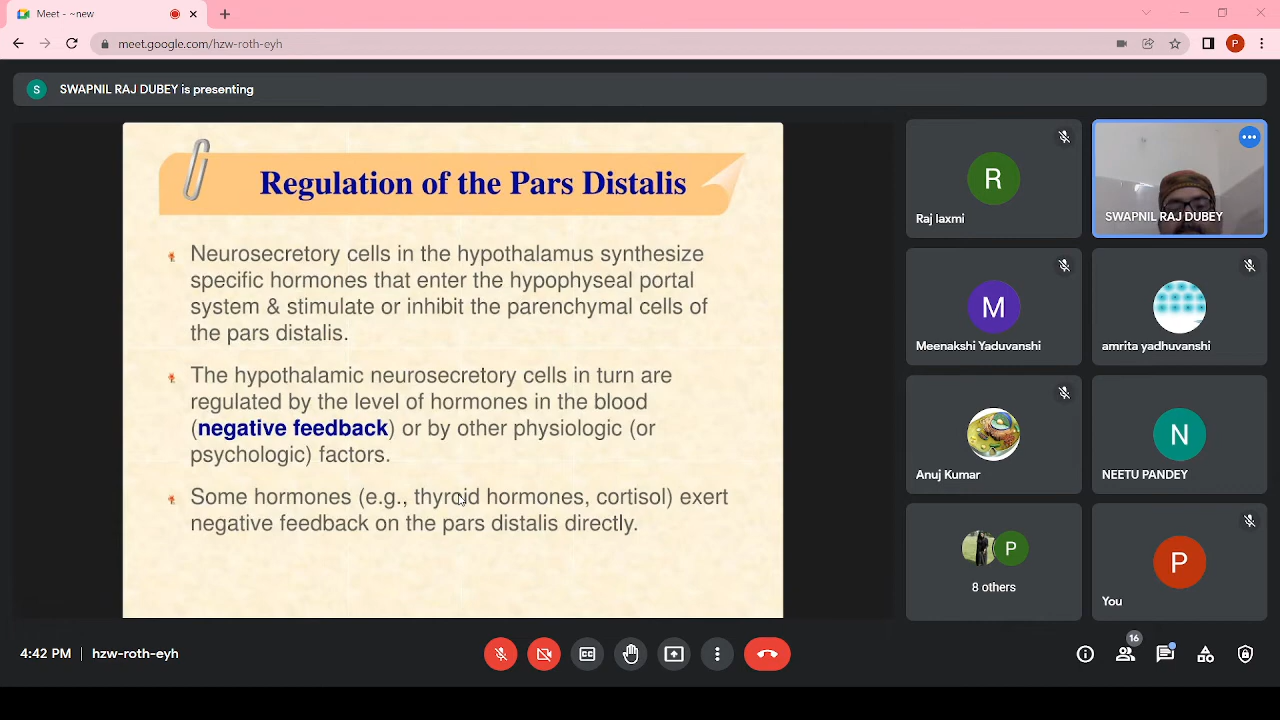 Meet - ~new
meet.google.com/hzw-roth-eyh
P
S
SWAPNIL RAJ DUBEY is presenting
Regulation of the Pars Distalis
Neurosecretory cells in the hypothalamus synthesize
specific hormones that enter the hypophyseal portal
system & stimulate or inhibit the parenchymal cells of
the pars distalis.
The hypothalamic neurosecretory cells in turn are
regulated by the level of hormones in the blood
(negative feedback) or by other physiologic (or
psychologic) factors.
Some hormones (e.g., thyroid hormones, cortisol) exert
negative feedback on the pars distalis directly.
R
Raj laxmi
SWAPNIL RAJ DUBEY
M
Meenakshi Yaduvanshi
amrita yadhuvanshi
Anuj Kumar
N
NEETU PANDEY
P
8 others
P
You
4:42 PM | hzw-roth-eyh
CC
16